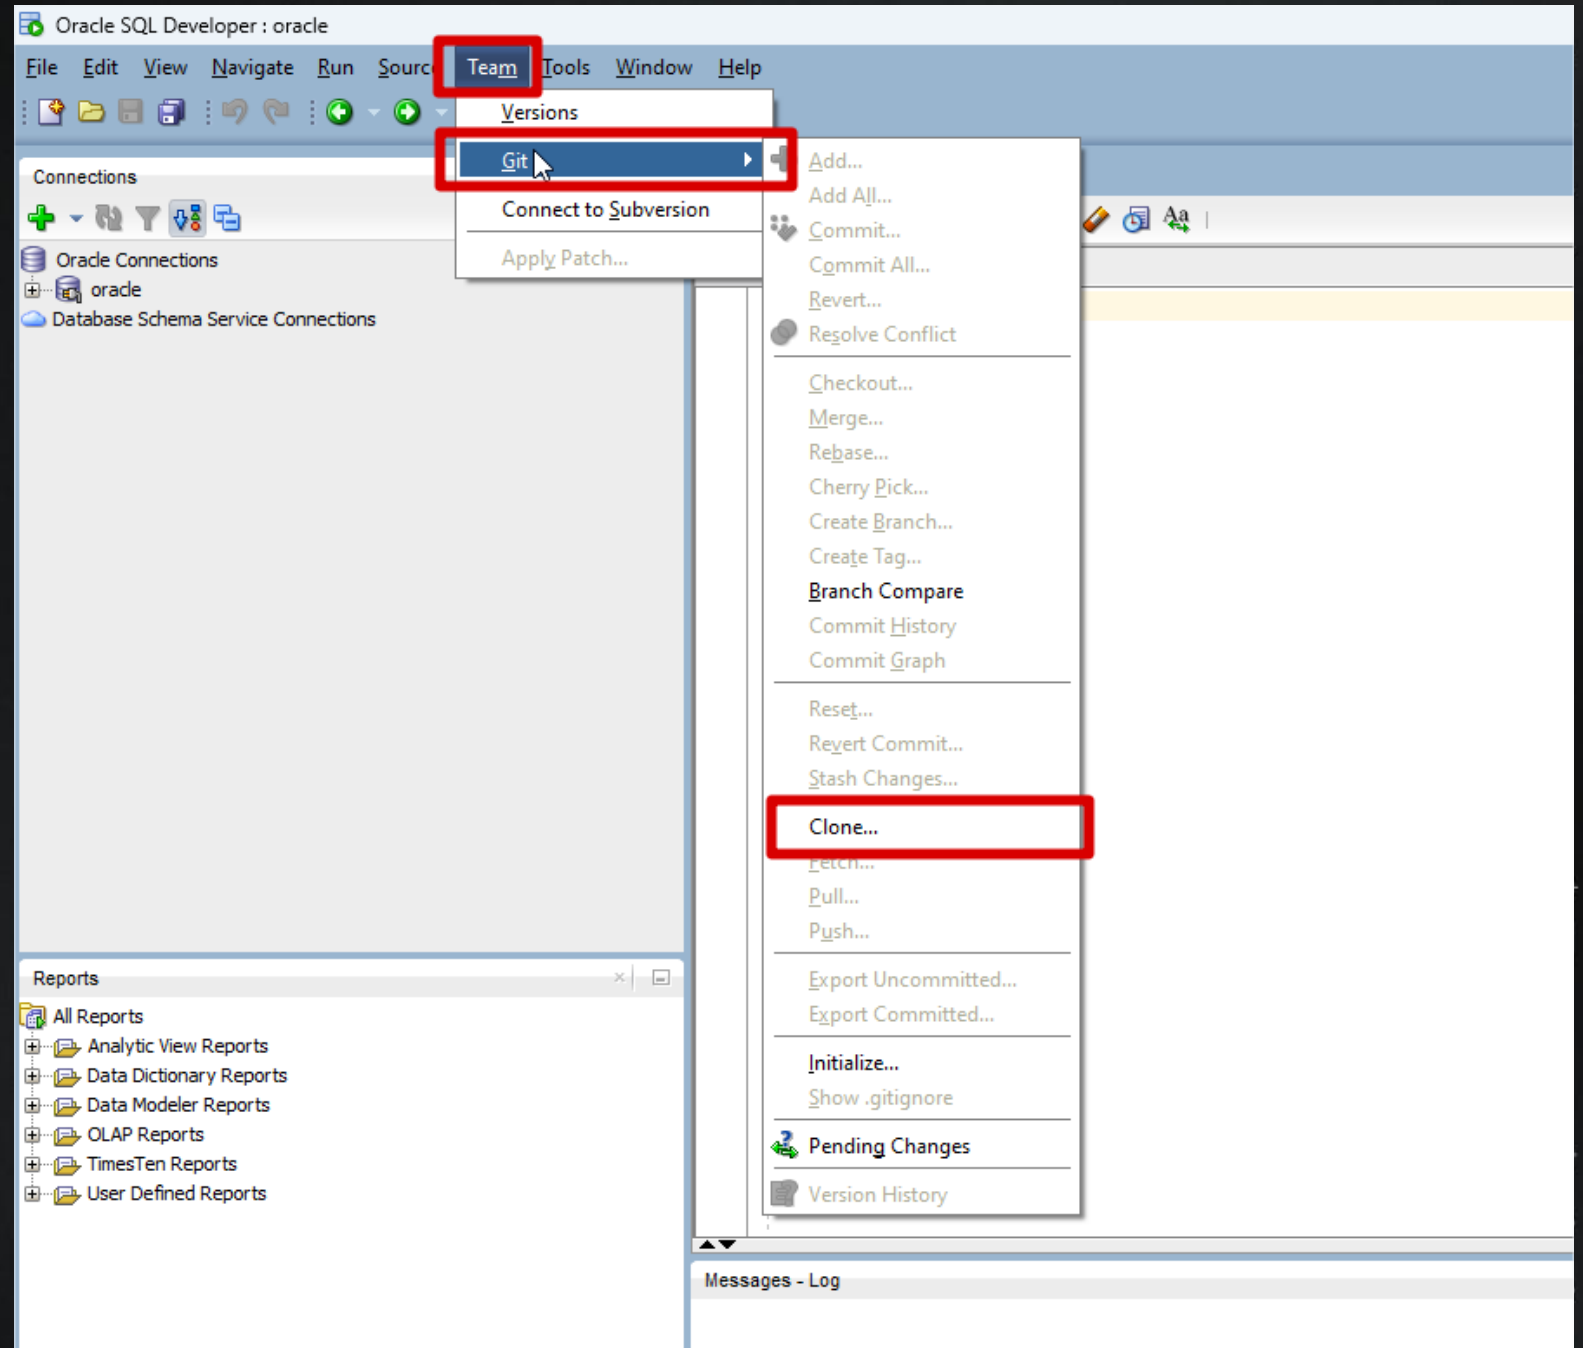 Oracle SQL Developer : oracle
File Edit View Navigate Run Source Team Tools Window Help
Versions
Git
Connect to Subversion
Apply Patch...
Add...
Add All...
Commit...
Commit All...
Revert...
Resolve Conflict
Checkout...
Merge...
Rebase...
Cherry Pick...
Create Branch...
Create Tag...
Branch Compare
Commit History
Commit Graph
Reset...
Revert Commit...
Stash Changes...
Clone...
Fetch...
Pull...
Push...
Export Uncommitted...
Export Committed...
Initialize...
Show .gitignore
Pending Changes
Version History
Connections
Oracle Connections
oracle
Database Schema Service Connections
Aa
Reports
All Reports
Analytic View Reports
Data Dictionary Reports
Data Modeler Reports
OLAP Reports
TimesTen Reports
User Defined Reports
Messages - Log